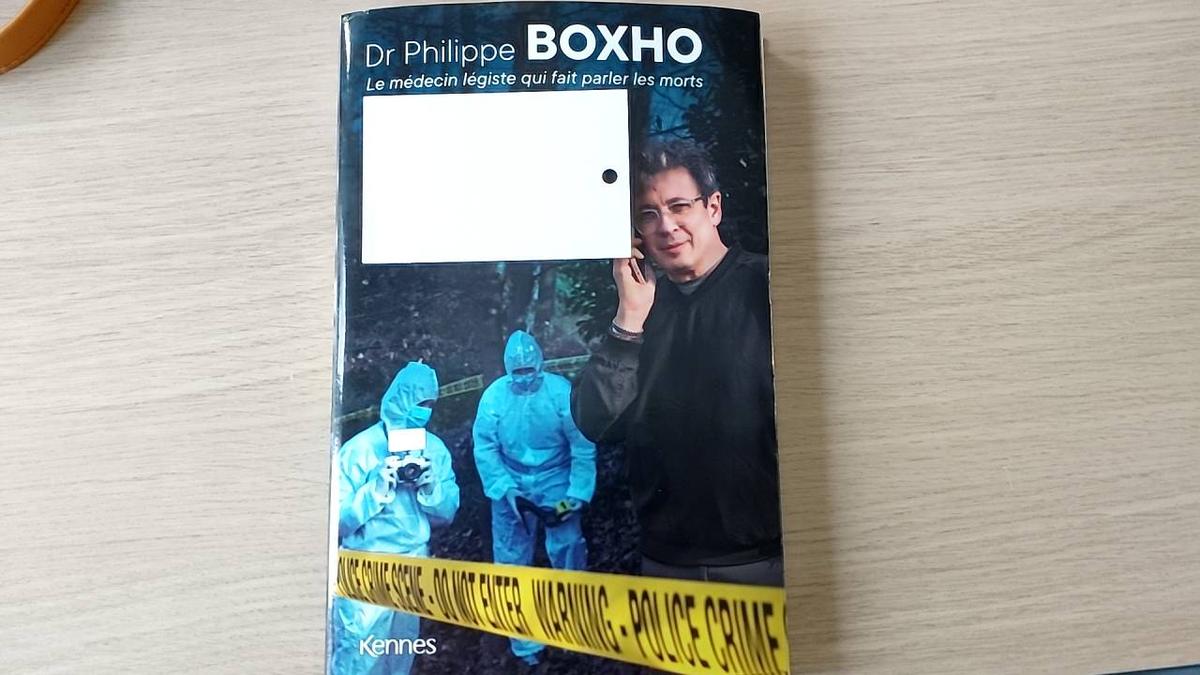 Dr Philippe BOXHO
Le médecin légiste qui fait parler les morts
POLICE CRIME SCENE - DO NOT ENTER WARNING - POLICE CRIME
Kennes